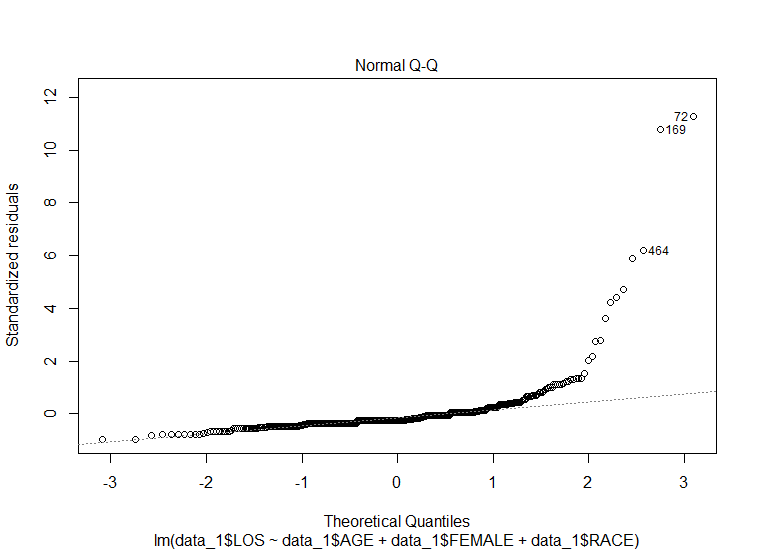 Normal Q-Q
12
10
8
6
4
2
0
72
169
464
-3 -2 -1 0 1 2 3
Standardized residuals
Theoretical Quantiles
lm(data_1$LOS ~ data_1$AGE + data_1$FEMALE + data_1$RACE)